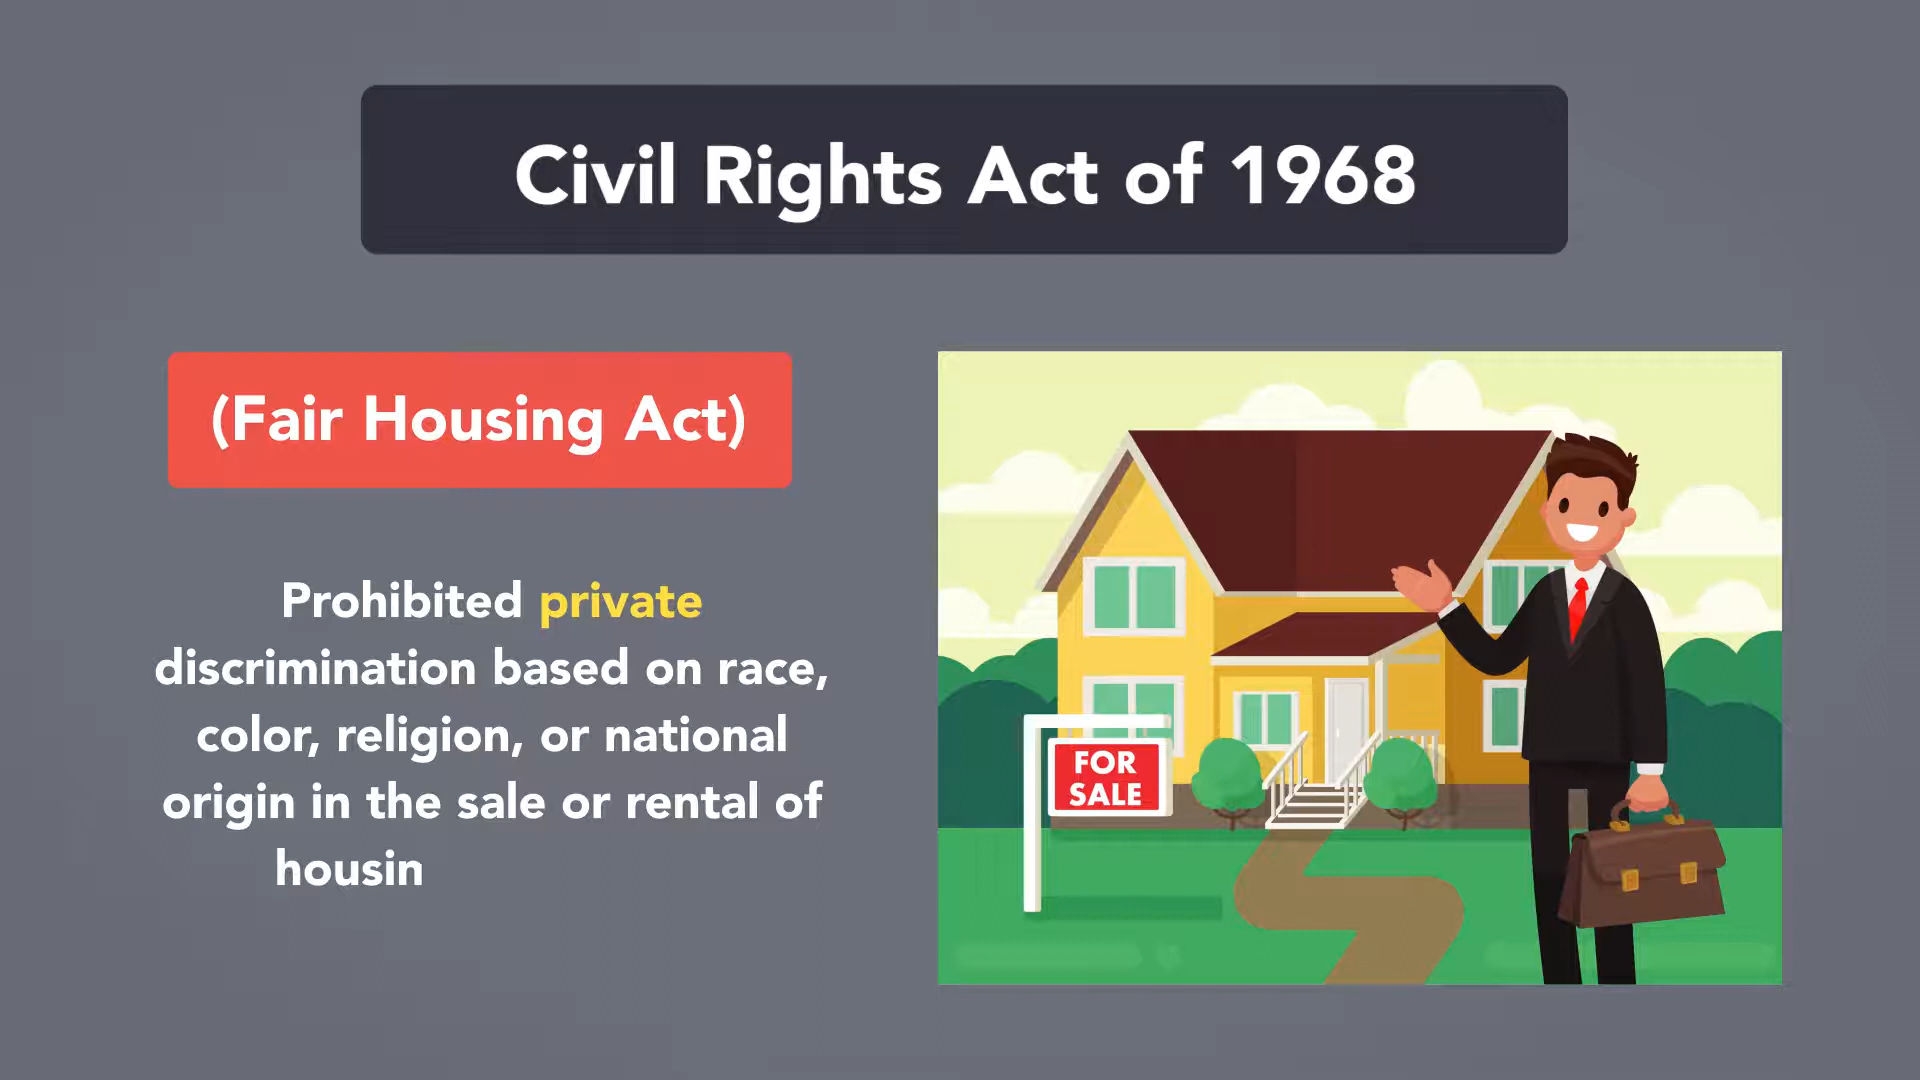 Civil Rights Act of 1968
(Fair Housing Act)
Prohibited private
discrimination based on race,
color, religion, or national
origin in the sale or rental of
housin
FOR
SALE